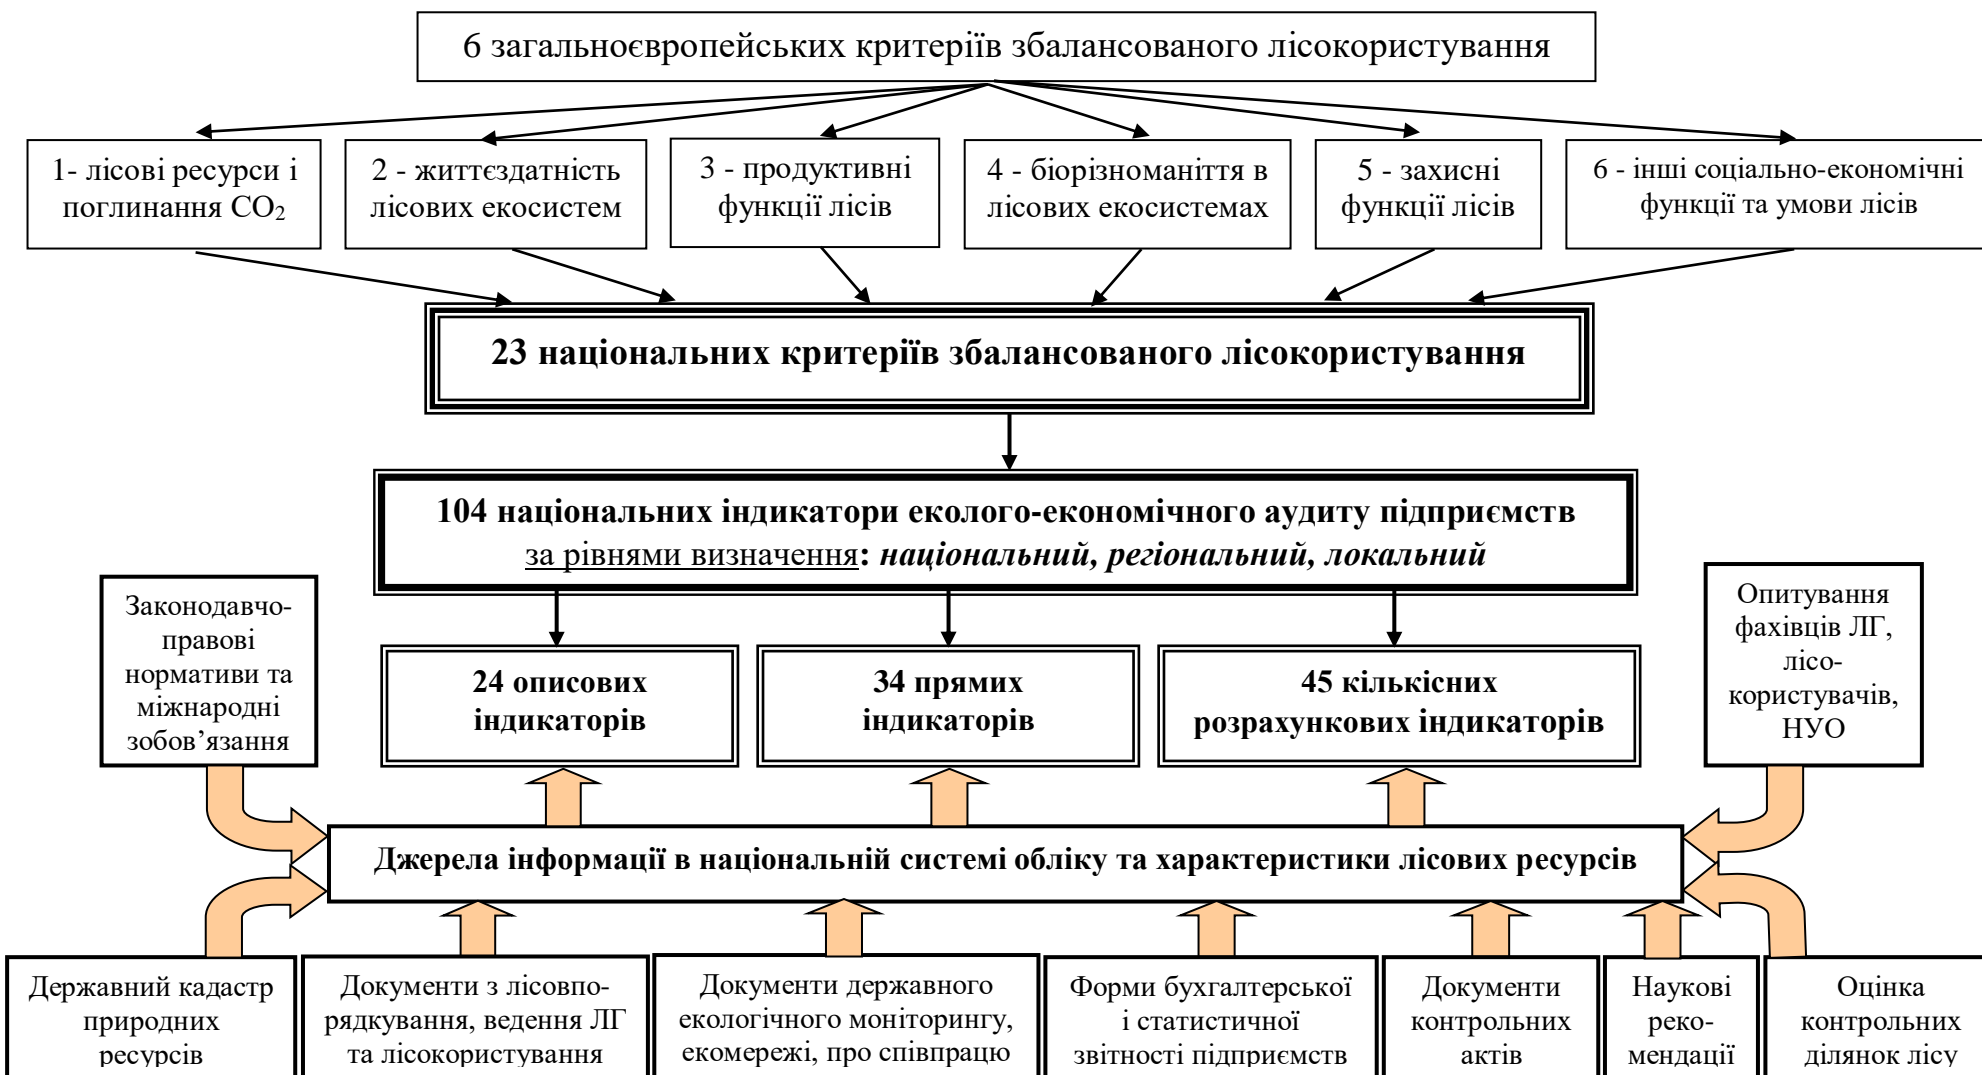 6 загальноєвропейських критеріїв збалансованого лісокористування
1- лісові ресурси і
поглинання CO₂
2 - життєздатність
лісових екосистем
3 - продуктивні
функції лісів
4 - біорізноманіття в
лісових екосистемах
5 - захисні
функції лісів
6 - інші соціально-економічні
функції та умови лісів
23 національних критеріїв збалансованого лісокористування
104 національних індикатори еколого-економічного аудиту підприємств
за рівнями визначення: національний, регіональний, локальний
Законодавчо-
правові
нормативи та
міжнародні
зобов’язання
24 описових
індикаторів
34 прямих
індикаторів
45 кількісних
розрахункових індикаторів
Опитування
фахівців ЛГ,
лісо-
користувачів,
НУО
Джерела інформації в національній системі обліку та характеристики лісових ресурсів
Державний кадастр
природних
ресурсів
Документи з лісовпо-
рядкування, ведення ЛГ
та лісокористування
Документи державного
екологічного моніторингу,
екомережі, про співпрацю
Форми бухгалтерської
і статистичної
звітності підприємств
Документи
контрольних
актів
Наукові
реко-
мендації
Оцінка
контрольних
ділянок лісу